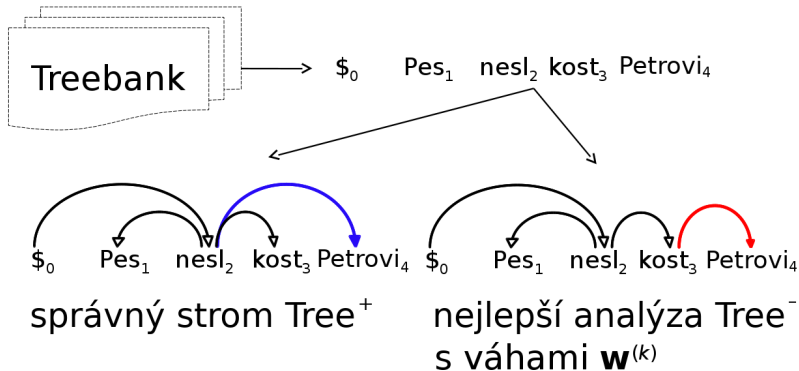 Treebank
$₀ Pes₁ nesl₂ kost₃ Petrovi₄
$₀ Pes₁ nesl₂ kost₃ Petrovi₄
$₀ Pes₁ nesl₂ kost₃ Petrovi₄
správný strom Tree⁺
nejlepší analýza Tree⁻
s váhami w⁽ᵏ⁾